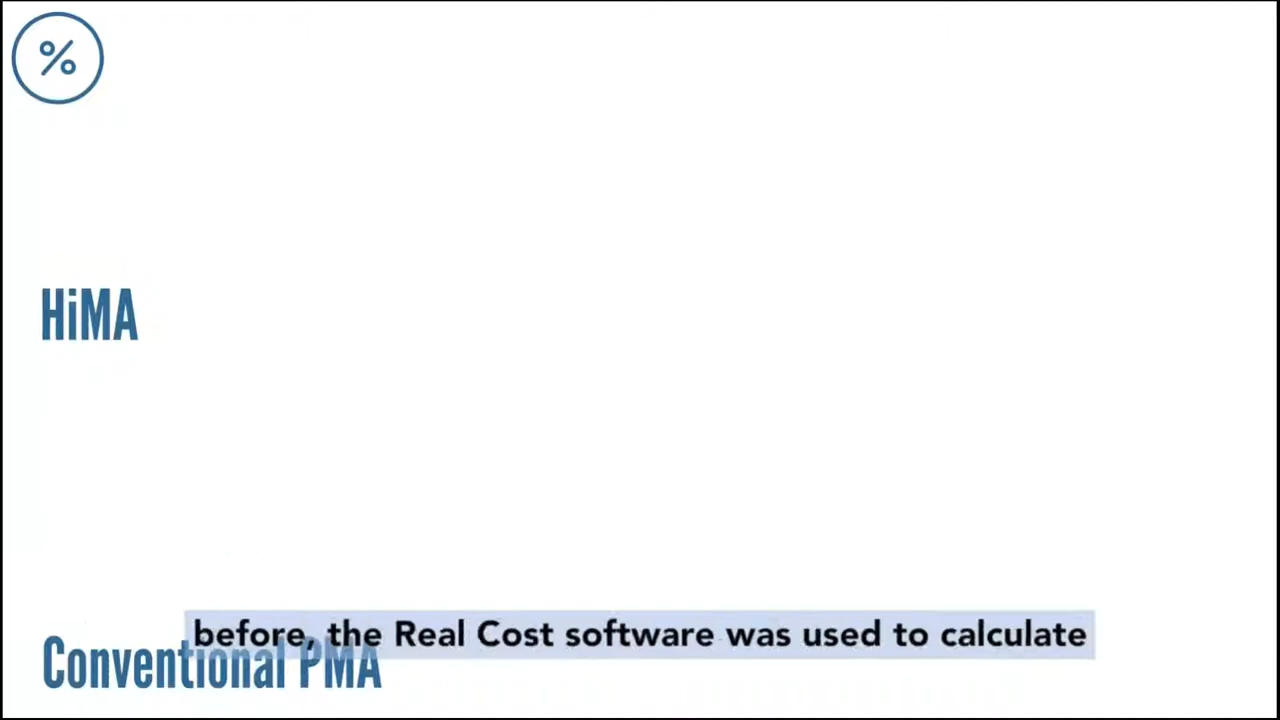 %
HiMA
before, the Real Cost software was used to calculate
Conventional PMA